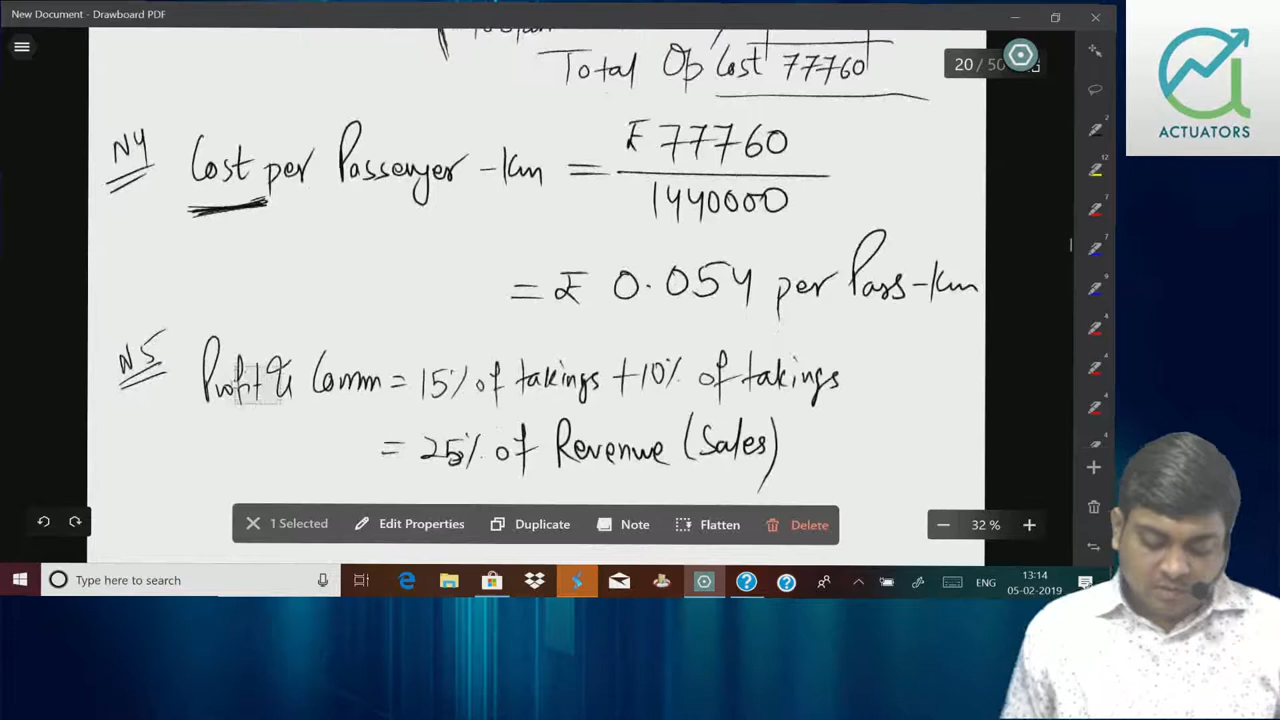 New Document - Drawboard PDF
Total Op Cost 77760
20 / 50
ACTUATORS
N4 Cost per Passenger -km = ₹ 77760
1440000
= ₹ 0.054 per Pass-km
N5 Profit & Comm = 15% of takings + 10% of takings
= 25% of Revenue (Sales)
1 Selected Edit Properties Duplicate Note Flatten Delete
32 %
Type here to search
ENG
13:14
05-02-2019